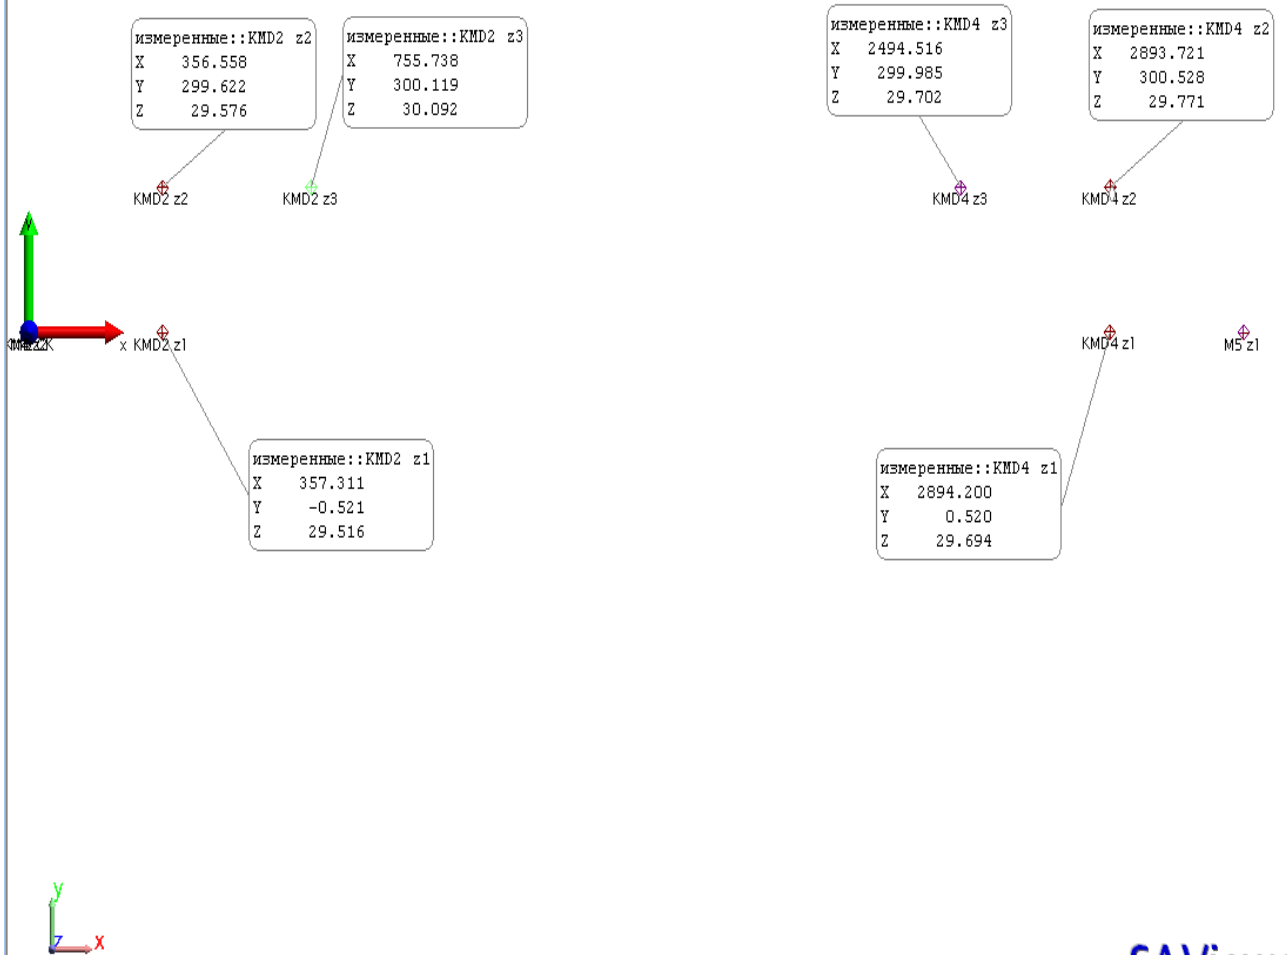 измеренные::KMD2 z2
X 356.558
Y 299.622
Z 29.576
измеренные::KMD2 z3
X 755.738
Y 300.119
Z 30.092
измеренные::KMD4 z3
X 2494.516
Y 299.985
Z 29.702
измеренные::KMD4 z2
X 2893.721
Y 300.528
Z 29.771
KMD2 z2
KMD2 z3
KMD4 z3
KMD4 z2
y
x
KMD2 z1
KMD4 z1
M5 z1
измеренные::KMD2 z1
X 357.311
Y -0.521
Z 29.516
измеренные::KMD4 z1
X 2894.200
Y 0.520
Z 29.694
y
z
x